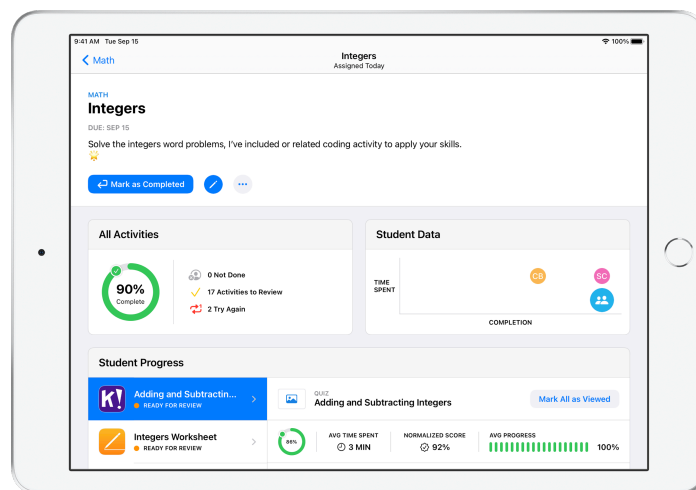 9:41 AM Tue Sep 15
100%
Math
Integers
Assigned Today
MATH
Integers
DUE: SEP 15
Solve the integers word problems, I've included or related coding activity to apply your skills.
Mark as Completed
All Activities
90%
Complete
0 Not Done
17 Activities to Review
2 Try Again
Student Data
TIME
SPENT
CB
SC
COMPLETION
Student Progress
K!
Adding and Subtractin...
READY FOR REVIEW
QUIZ
Adding and Subtracting Integers
Mark All as Viewed
Integers Worksheet
READY FOR REVIEW
86%
AVG TIME SPENT
3 MIN
NORMALIZED SCORE
92%
AVG PROGRESS
100%